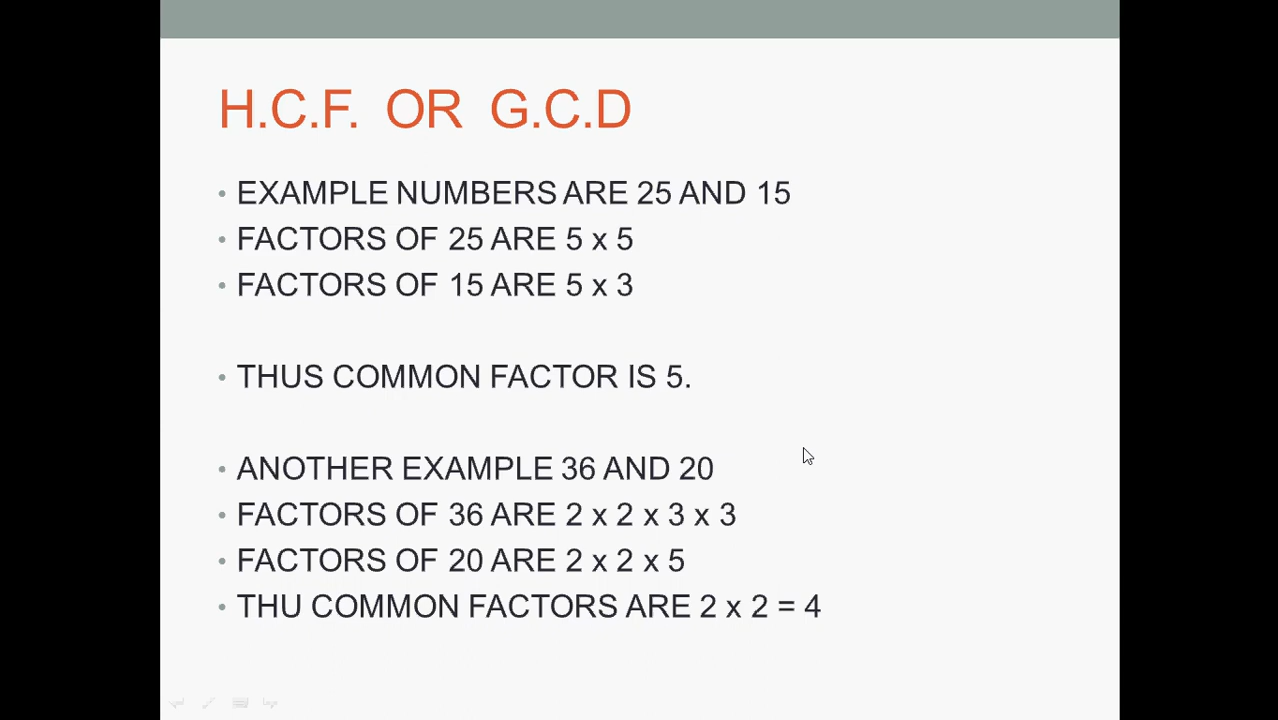 H.C.F. OR G.C.D
• EXAMPLE NUMBERS ARE 25 AND 15
• FACTORS OF 25 ARE 5 x 5
• FACTORS OF 15 ARE 5 x 3
• THUS COMMON FACTOR IS 5.
• ANOTHER EXAMPLE 36 AND 20
• FACTORS OF 36 ARE 2 x 2 x 3 x 3
• FACTORS OF 20 ARE 2 x 2 x 5
• THU COMMON FACTORS ARE 2 x 2 = 4